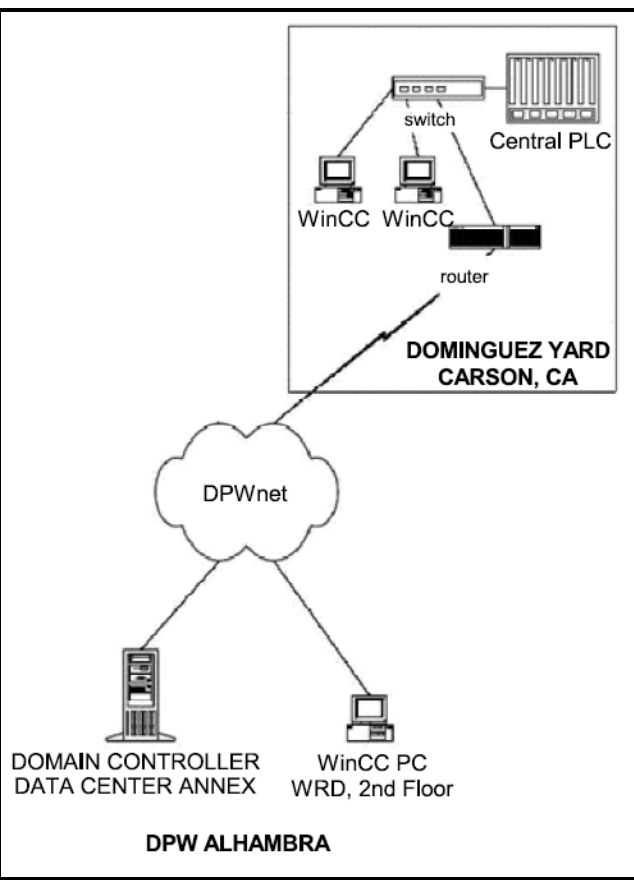 switch
Central PLC
WinCC WinCC
router
DOMINGUEZ YARD
CARSON, CA
DPWnet
DOMAIN CONTROLLER
DATA CENTER ANNEX
WinCC PC
WRD, 2nd Floor
DPW ALHAMBRA